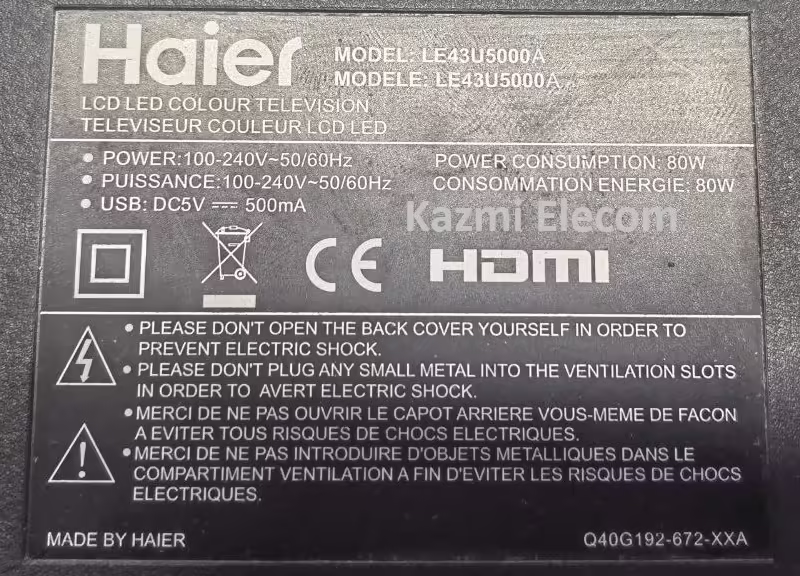 Haier
MODEL: LE43U5000A
MODELE: LE43U5000A
LCD LED COLOUR TELEVISION
TELEVISEUR COULEUR LCD LED
• POWER:100-240V~50/60Hz
POWER CONSUMPTION: 80W
• PUISSANCE:100-240V~50/60Hz
CONSOMMATION ENERGIE: 80W
• USB: DC5V ⎓ 500mA
Kazmi Elecom
CE
HDMI
• PLEASE DON'T OPEN THE BACK COVER YOURSELF IN ORDER TO
PREVENT ELECTRIC SHOCK.
• PLEASE DON'T PLUG ANY SMALL METAL INTO THE VENTILATION SLOTS
IN ORDER TO AVERT ELECTRIC SHOCK.
• MERCI DE NE PAS OUVRIR LE CAPOT ARRIERE VOUS-MEME DE FACON
A EVITER TOUS RISQUES DE CHOCS ELECTRIQUES.
• MERCI DE NE PAS INTRODUIRE D'OBJETS METALLIQUES DANS LE
COMPARTIMENT VENTILATION A FIN D'EVITER LES RISQUES DE CHOCS
ELECTRIQUES.
MADE BY HAIER
Q40G192-672-XXA